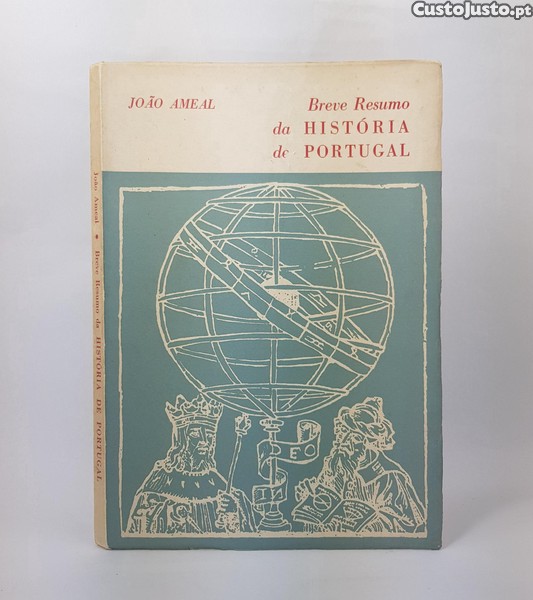 CustoJusto.pt
JOÃO AMEAL
Breve Resumo
da HISTÓRIA
de PORTUGAL
João Ameal • Breve Resumo da HISTÓRIA DE PORTUGAL